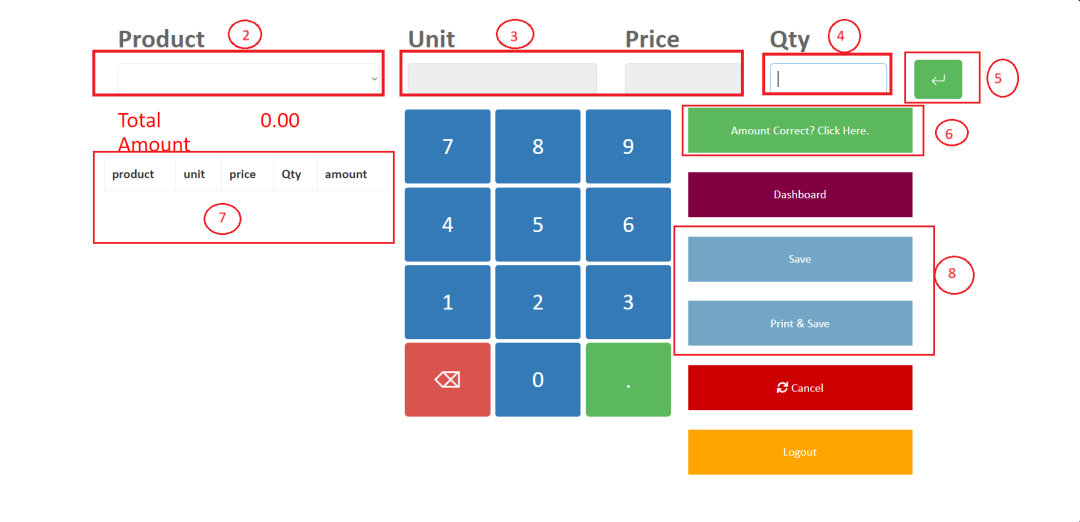 Product 2 Unit 3 Price Qty 4
5
Total 0.00
Amount
Amount Correct? Click Here.
6
product unit price Qty amount
7
7 8 9
4 5 6
1 2 3
0 .
Dashboard
Save
8
Print & Save
Cancel
Logout